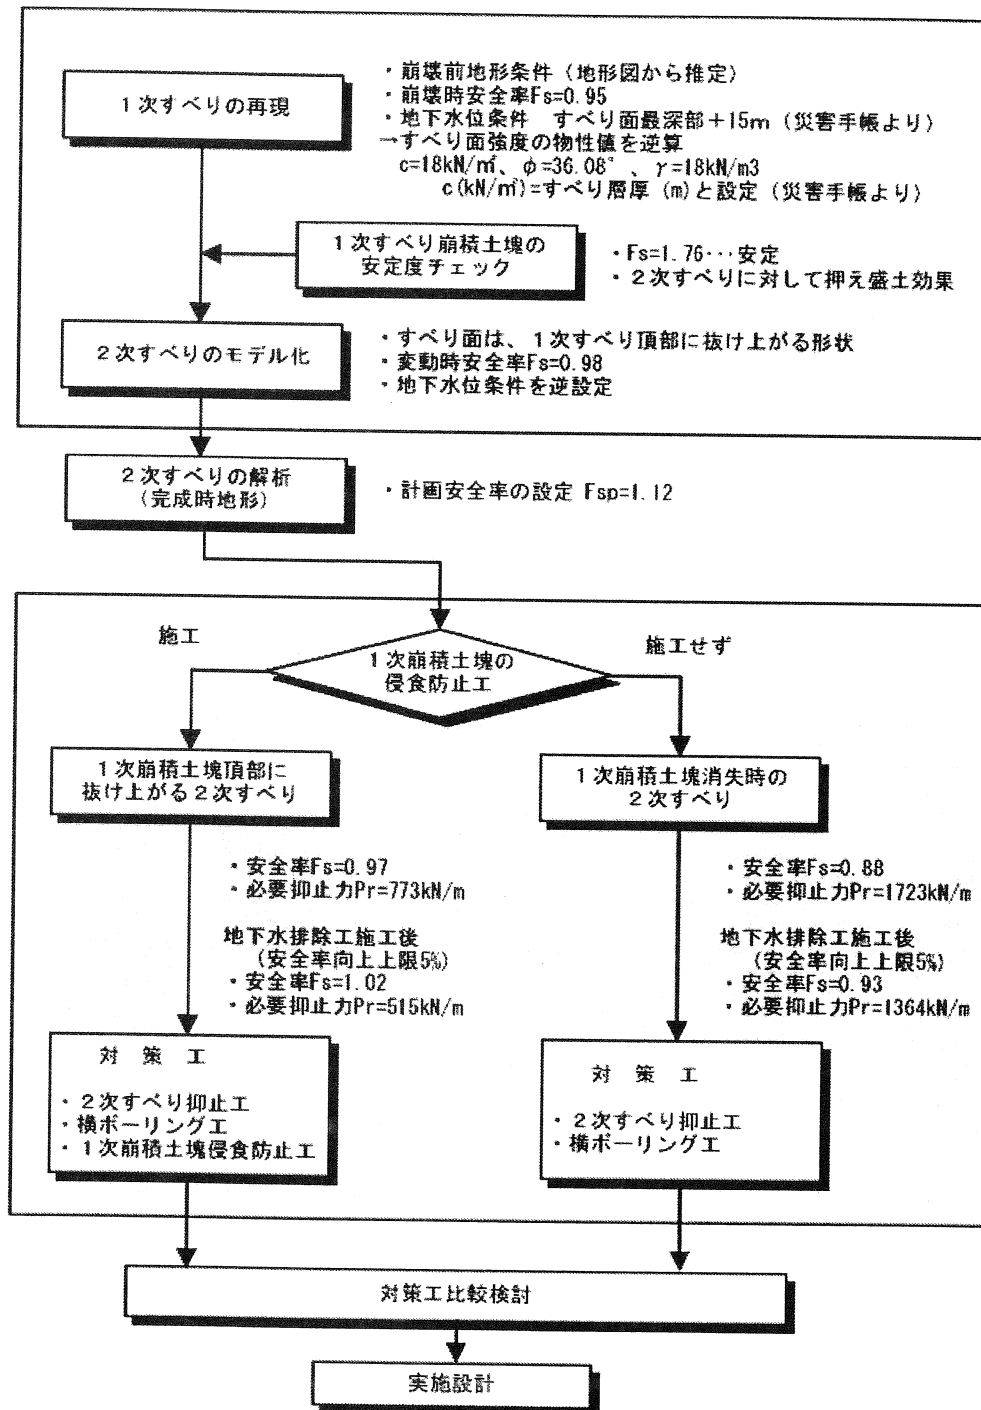 1次すべりの再現
・崩壊前地形条件（地形図から推定）
・崩壊時安全率Fs=0.95
・地下水位条件　すべり面最深部＋15m（災害手帳より）
→すべり面強度の物性値を逆算
c=18kN/㎡、φ=36.08°、γ=18kN/m3
c(kN/㎡)=すべり層厚(m)と設定（災害手帳より）
1次すべり崩積土塊の
安定度チェック
・Fs=1.76…安定
・2次すべりに対して押え盛土効果
2次すべりのモデル化
・すべり面は、1次すべり頂部に抜け上がる形状
・変動時安全率Fs=0.98
・地下水位条件を逆設定
2次すべりの解析
（完成時地形）
・計画安全率の設定 Fsp=1.12
施工
1次崩積土塊の
侵食防止工
施工せず
1次崩積土塊頂部に
抜け上がる2次すべり
・安全率Fs=0.97
・必要抑止力Pr=773kN/m
地下水排除工施工後
（安全率向上上限5%）
・安全率Fs=1.02
・必要抑止力Pr=515kN/m
対　策　工
・2次すべり抑止工
・横ボーリング工
・1次崩積土塊侵食防止工
1次崩積土塊消失時の
2次すべり
・安全率Fs=0.88
・必要抑止力Pr=1723kN/m
地下水排除工施工後
（安全率向上上限5%）
・安全率Fs=0.93
・必要抑止力Pr=1364kN/m
対　策　工
・2次すべり抑止工
・横ボーリング工
対策工比較検討
実施設計